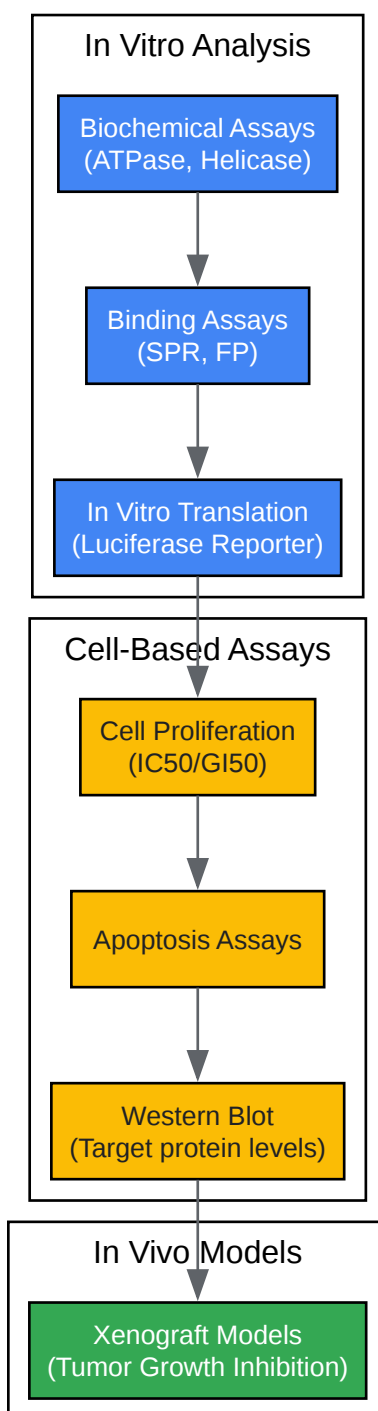 In Vitro Analysis
Biochemical Assays
(ATPase, Helicase)
Binding Assays
(SPR, FP)
In Vitro Translation
(Luciferase Reporter)
Cell-Based Assays
Cell Proliferation
(IC50/GI50)
Apoptosis Assays
Western Blot
(Target protein levels)
In Vivo Models
Xenograft Models
(Tumor Growth Inhibition)